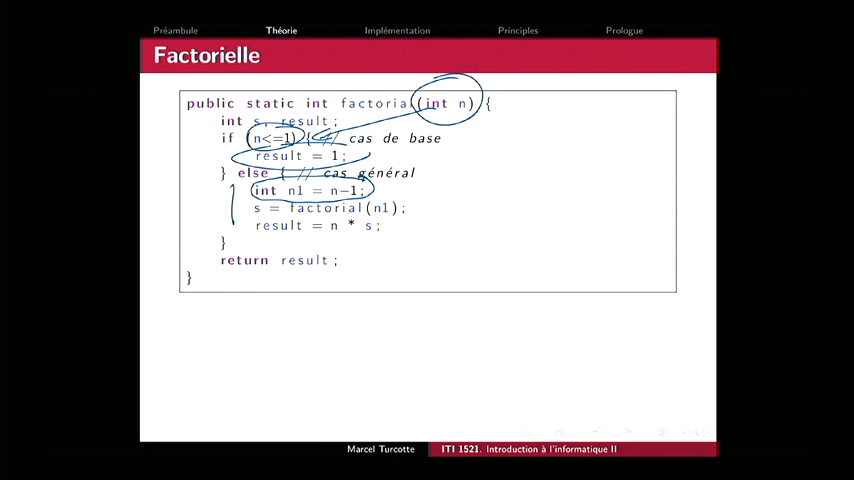 Préambule Théorie Implémentation Principles Prologue
Factorielle
public static int factorial(int n) {
int s, result;
if (n<=1) { // cas de base
result = 1;
} else { // cas général
int n1 = n-1;
s = factorial(n1);
result = n * s;
}
return result;
}
Marcel Turcotte ITI 1521. Introduction à l'informatique II